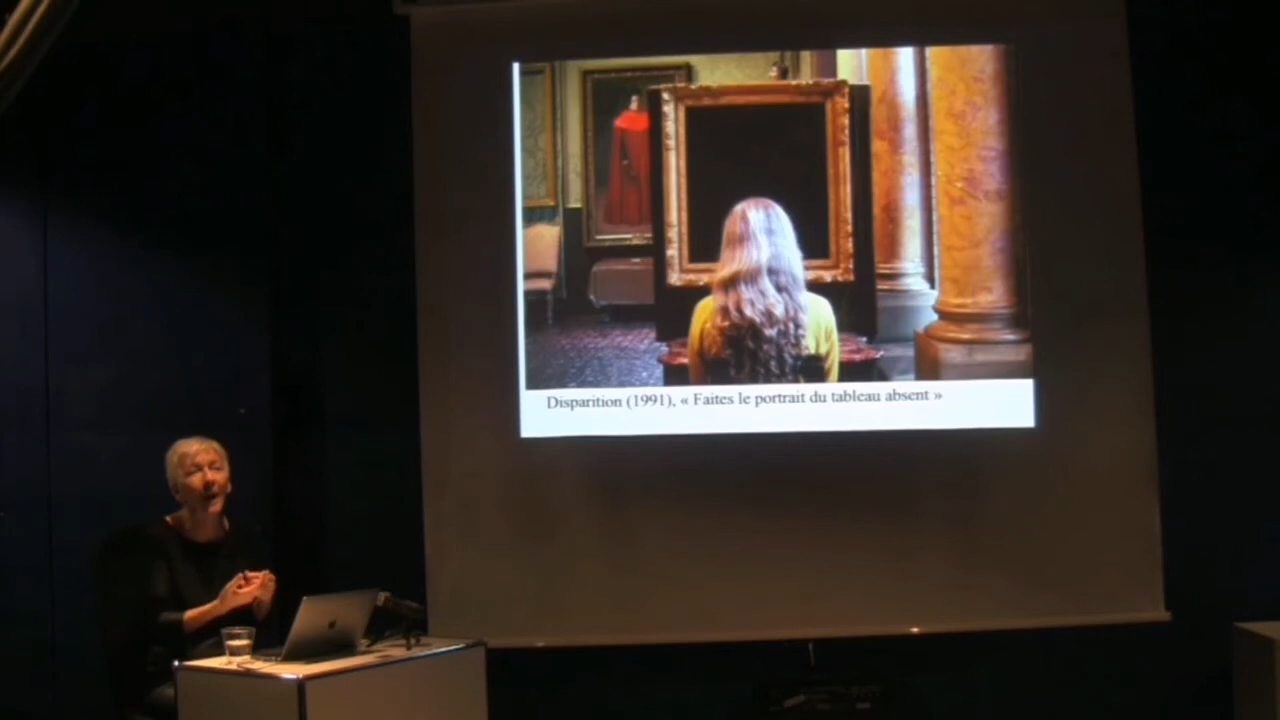 Disparition (1991), « Faites le portrait du tableau absent »